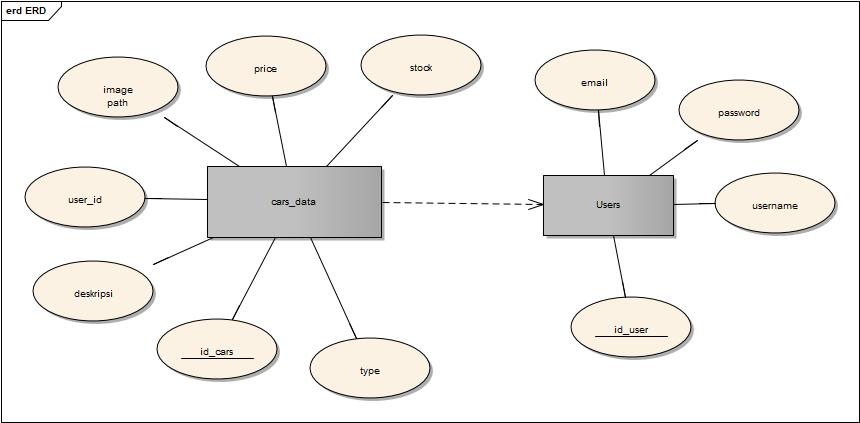 erd ERD
image
path
price
stock
email
password
user_id
cars_data
Users
username
deskripsi
id_cars
type
id_user